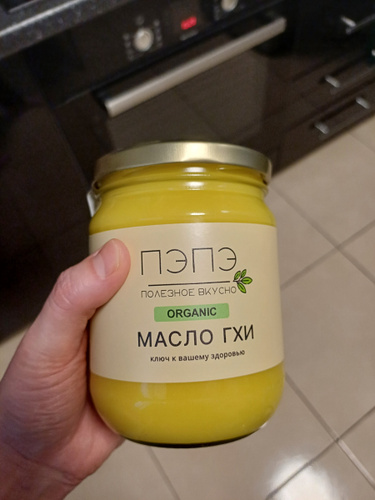 ПЭПЭ
ПОЛЕЗНОЕ ВКУСНО
ORGANIC
МАСЛО ГХИ
ключ к вашему здоровью